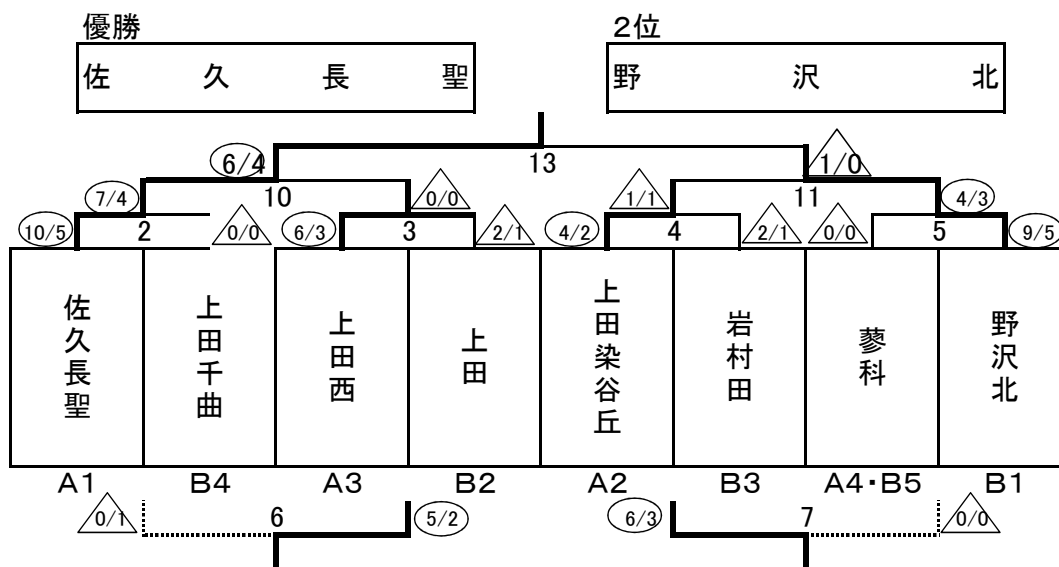 優勝 2位
佐久長聖 野沢北
6/4 13 1/0
7/4 10 0/0 1/1 11 4/3
10/5 2 0/0 6/3 3 2/1 4/2 4 2/1 0/0 5 9/5
佐久長聖
上田千曲
上田西
上田
上田染谷丘
岩村田
蓼科
野沢北
A1 B4 A3 B2 A2 B3 A4・B5 B1
0/1 6 5/2 6/3 7 0/0